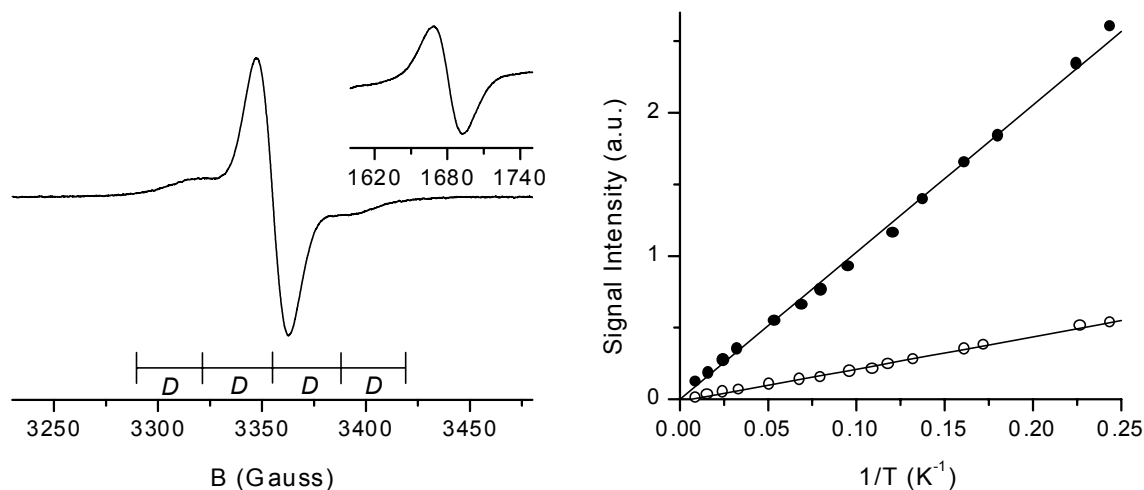 1620 1680 1740
D D D D
3250 3300 3350 3400 3450
B (Gauss)
Signal Intensity (a.u.)
2
1
0
0.00 0.05 0.10 0.15 0.20 0.25
1/T (K⁻¹)